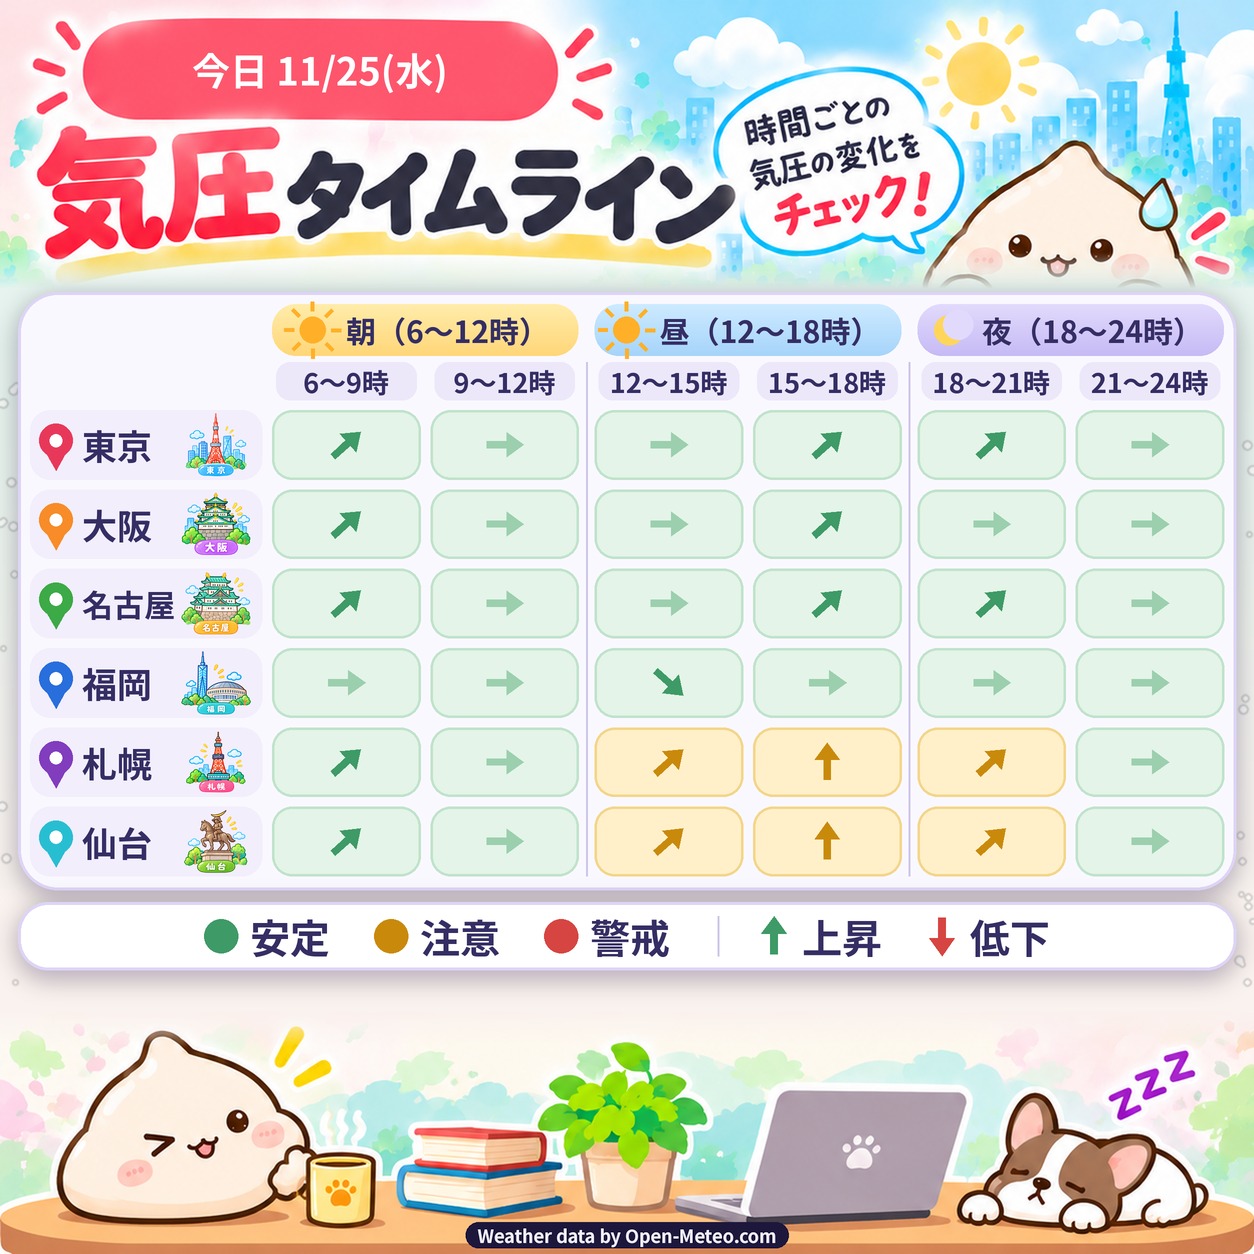 今日 11/25(水)
気圧タイムライン
時間ごとの
気圧の変化を
チェック!
朝（6〜12時）
昼（12〜18時）
夜（18〜24時）
6〜9時
9〜12時
12〜15時
15〜18時
18〜21時
21〜24時
東京
東京
大阪
大阪
名古屋
名古屋
福岡
福岡
札幌
札幌
仙台
仙台
安定
注意
警戒
上昇
低下
zzz
Weather data by Open-Meteo.com